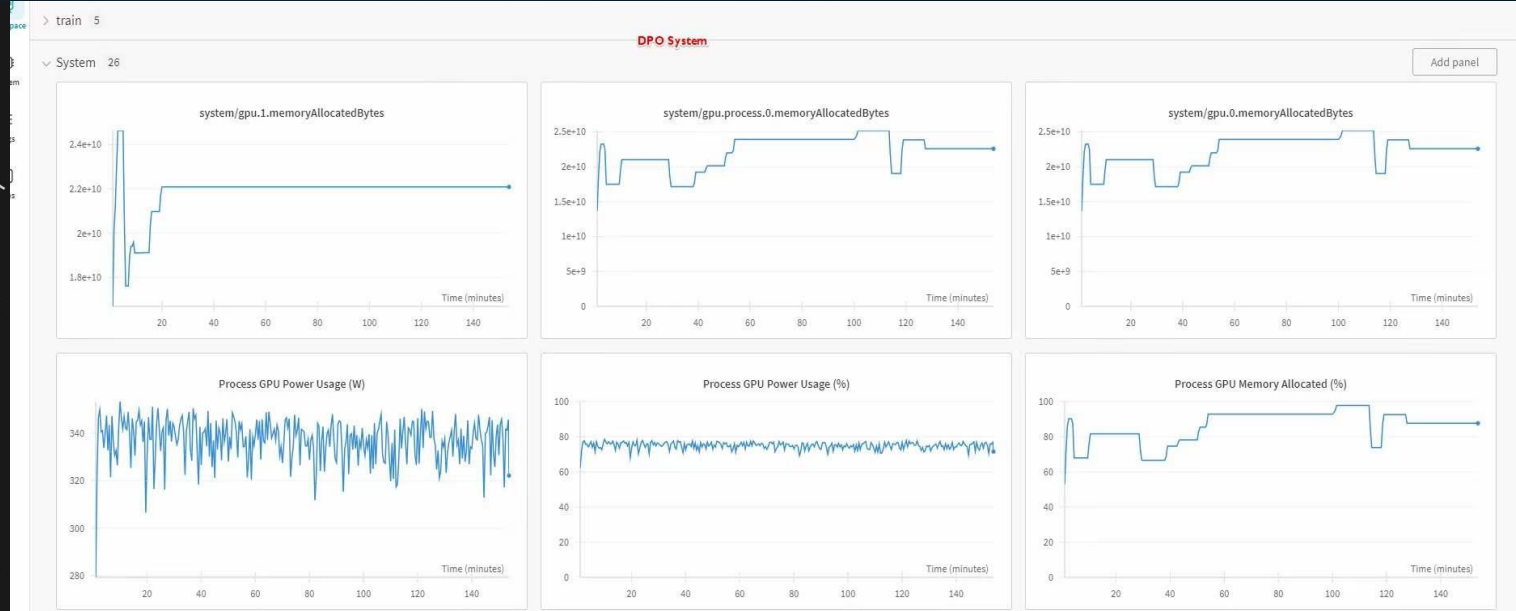 train 5
pace
DPO System
System 26
Add panel
em
gs
es
system/gpu.1.memoryAllocatedBytes
2.4e+10
2.2e+10
2e+10
1.8e+10
Time (minutes)
20 40 60 80 100 120 140
system/gpu.process.0.memoryAllocatedBytes
2.5e+10
2e+10
1.5e+10
1e+10
5e+9
0
Time (minutes)
20 40 60 80 100 120 140
system/gpu.0.memoryAllocatedBytes
2.5e+10
2e+10
1.5e+10
1e+10
5e+9
0
Time (minutes)
20 40 60 80 100 120 140
Process GPU Power Usage (W)
340
320
300
280
Time (minutes)
20 40 60 80 100 120 140
Process GPU Power Usage (%)
100
80
60
40
20
0
Time (minutes)
20 40 60 80 100 120 140
Process GPU Memory Allocated (%)
100
80
60
40
20
0
Time (minutes)
20 40 60 80 100 120 140